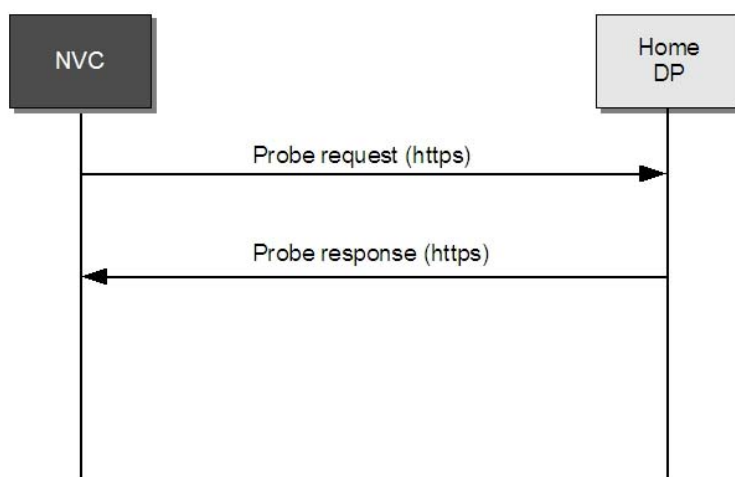 NVC
Home
DP
Probe request (https)
Probe response (https)